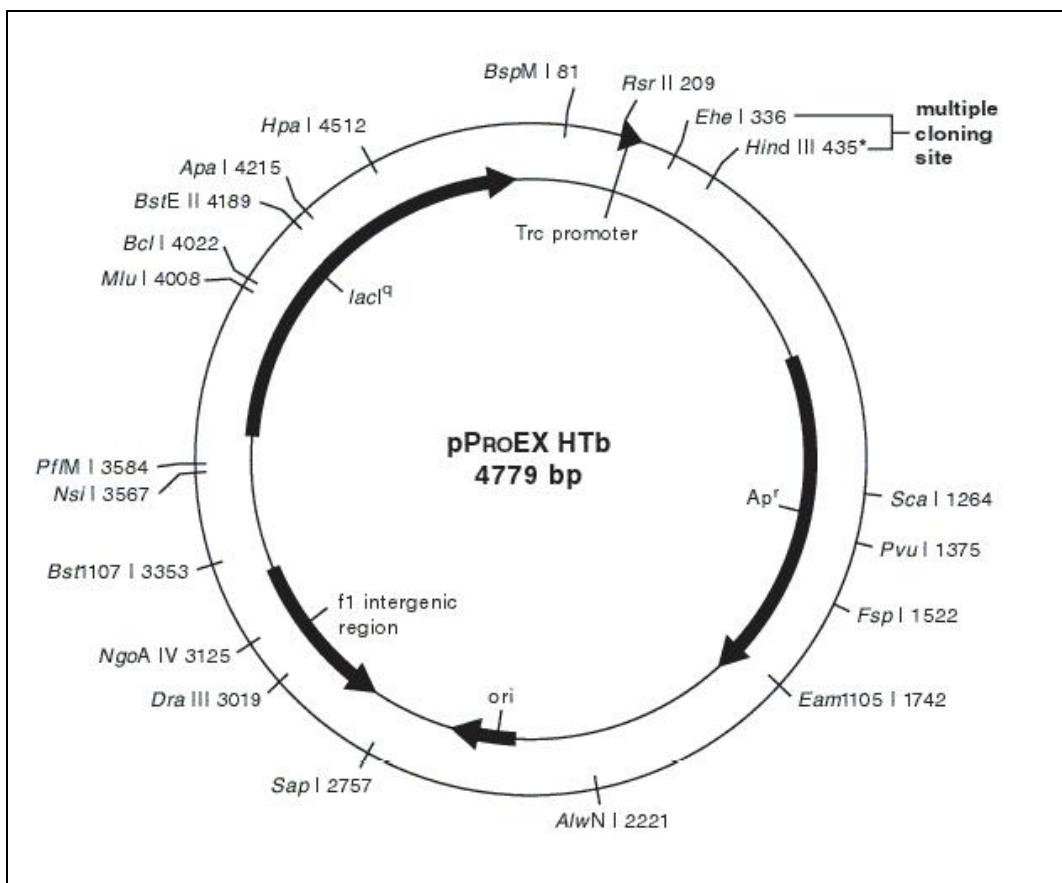 BspM I 81
Rsr II 209
Ehe I 336
Hind III 435*
multiple
cloning
site
Hpa I 4512
Apa I 4215
BstE II 4189
Bcl I 4022
Mlu I 4008
Trc promoter
lacIq
pPROEX HTb
4779 bp
PflM I 3584
Nsi I 3567
Apr
Sca I 1264
Pvu I 1375
Bst1107 I 3353
f1 intergenic
region
Fsp I 1522
NgoA IV 3125
Dra III 3019
ori
Eam1105 I 1742
Sap I 2757
AlwN I 2221